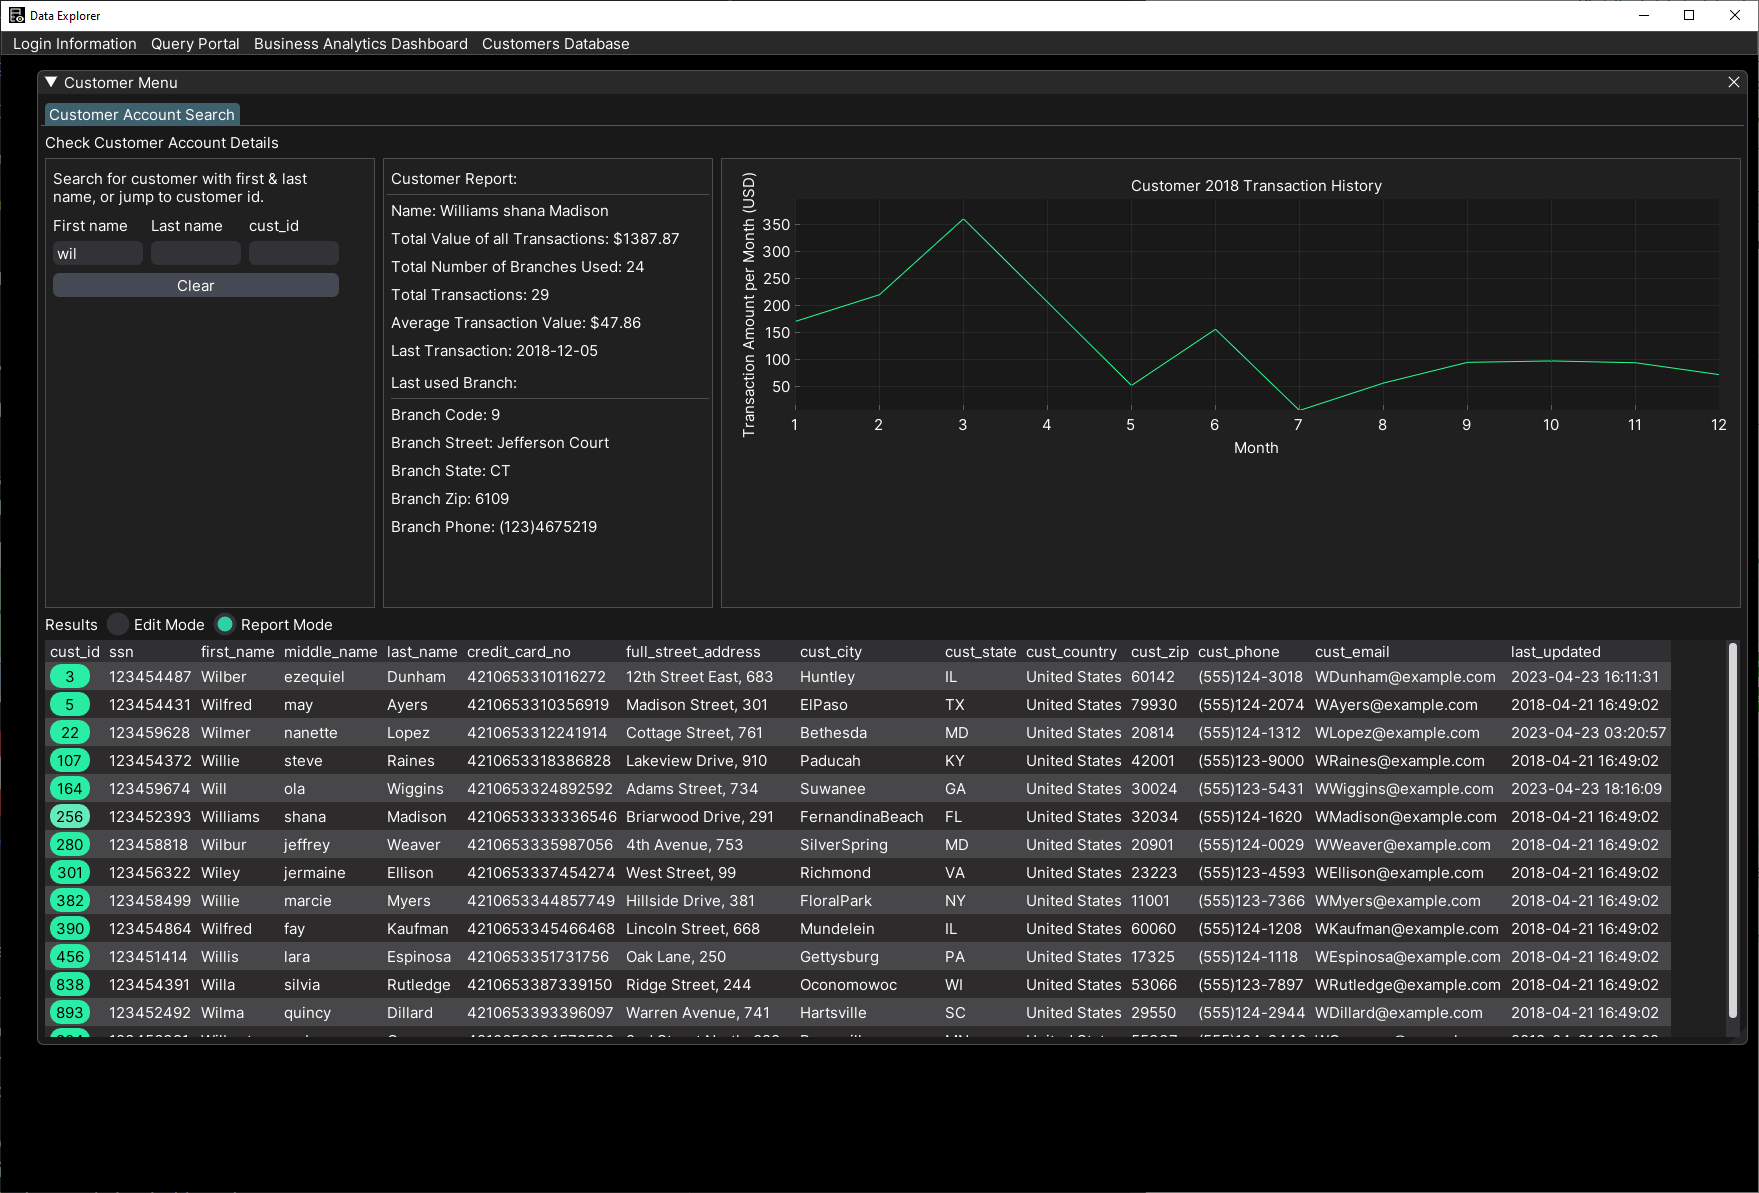 Data Explorer
Login Information Query Portal Business Analytics Dashboard Customers Database
Customer Menu
Customer Account Search
Check Customer Account Details
Search for customer with first & last
name, or jump to customer id.
First name Last name cust_id
wil
Clear
Customer Report:
Name: Williams shana Madison
Total Value of all Transactions: $1387.87
Total Number of Branches Used: 24
Total Transactions: 29
Average Transaction Value: $47.86
Last Transaction: 2018-12-05
Last used Branch:
Branch Code: 9
Branch Street: Jefferson Court
Branch State: CT
Branch Zip: 6109
Branch Phone: (123)4675219
Customer 2018 Transaction History
Transaction Amount per Month (USD)
350
300
250
200
150
100
50
1 2 3 4 5 6 7 8 9 10 11 12
Month
Results Edit Mode Report Mode
cust_id ssn first_name middle_name last_name credit_card_no full_street_address cust_city cust_state cust_country cust_zip cust_phone cust_email last_updated
3 123454487 Wilber ezequiel Dunham 4210653310116272 12th Street East, 683 Huntley IL United States 60142 (555)124-3018 WDunham@example.com 2023-04-23 16:11:31
5 123454431 Wilfred may Ayers 4210653310356919 Madison Street, 301 ElPaso TX United States 79930 (555)124-2074 WAyers@example.com 2018-04-21 16:49:02
22 123459628 Wilmer nanette Lopez 4210653312241914 Cottage Street, 761 Bethesda MD United States 20814 (555)124-1312 WLopez@example.com 2023-04-23 03:20:57
107 123454372 Willie steve Raines 4210653318386828 Lakeview Drive, 910 Paducah KY United States 42001 (555)123-9000 WRaines@example.com 2018-04-21 16:49:02
164 123459674 Will ola Wiggins 4210653324892592 Adams Street, 734 Suwanee GA United States 30024 (555)123-5431 WWiggins@example.com 2023-04-23 18:16:09
256 123452393 Williams shana Madison 4210653333336546 Briarwood Drive, 291 FernandinaBeach FL United States 32034 (555)124-1620 WMadison@example.com 2018-04-21 16:49:02
280 123458818 Wilbur jeffrey Weaver 4210653335987056 4th Avenue, 753 SilverSpring MD United States 20901 (555)124-0029 WWeaver@example.com 2018-04-21 16:49:02
301 123456322 Wiley jermaine Ellison 4210653337454274 West Street, 99 Richmond VA United States 23223 (555)123-4593 WEllison@example.com 2018-04-21 16:49:02
382 123458499 Willie marcie Myers 4210653344857749 Hillside Drive, 381 FloralPark NY United States 11001 (555)123-7366 WMyers@example.com 2018-04-21 16:49:02
390 123454864 Wilfred fay Kaufman 4210653345466468 Lincoln Street, 668 Mundelein IL United States 60060 (555)124-1208 WKaufman@example.com 2018-04-21 16:49:02
456 123451414 Willis lara Espinosa 4210653351731756 Oak Lane, 250 Gettysburg PA United States 17325 (555)124-1118 WEspinosa@example.com 2018-04-21 16:49:02
838 123454391 Willa silvia Rutledge 4210653387339150 Ridge Street, 244 Oconomowoc WI United States 53066 (555)123-7897 WRutledge@example.com 2018-04-21 16:49:02
893 123452492 Wilma quincy Dillard 4210653393396097 Warren Avenue, 741 Hartsville SC United States 29550 (555)124-2944 WDillard@example.com 2018-04-21 16:49:02